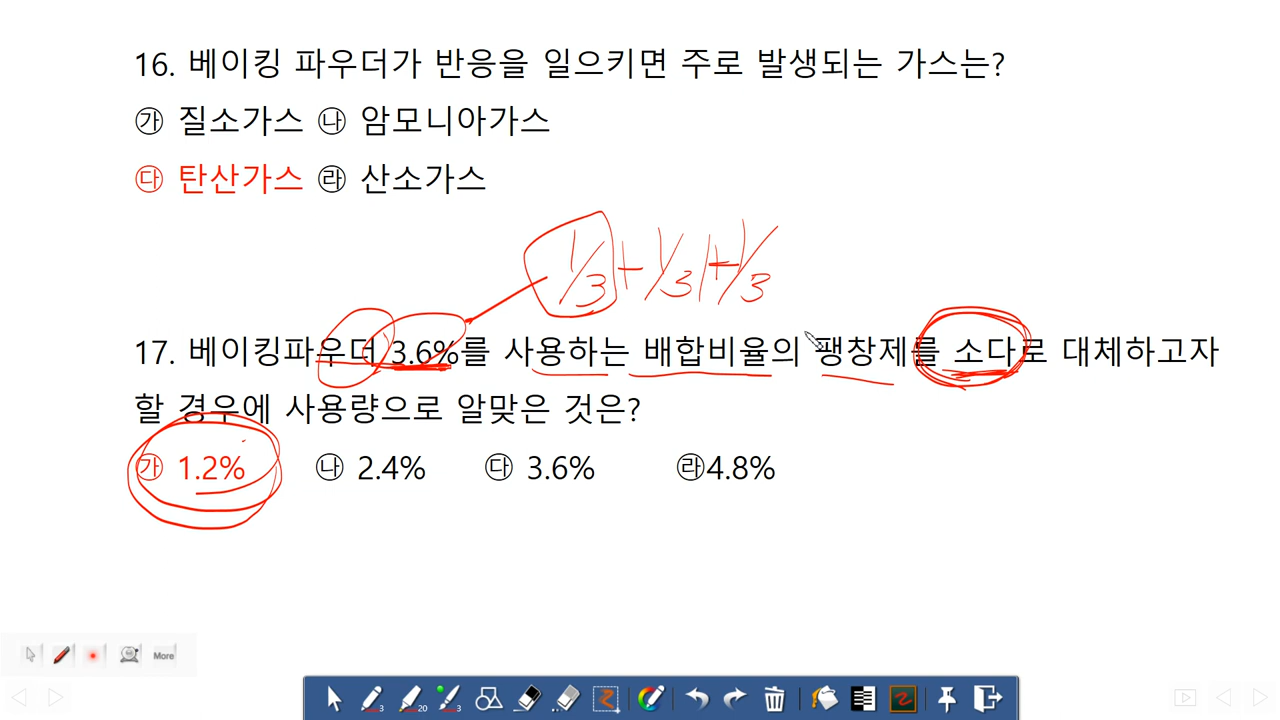 16. 베이킹 파우더가 반응을 일으키면 주로 발생되는 가스는?
㉮ 질소가스 ㉯ 암모니아가스
㉰ 탄산가스 ㉱ 산소가스
1/3 + 1/3 + 1/3
17. 베이킹파우더 3.6%를 사용하는 배합비율의 팽창제를 소다로 대체하고자
할 경우에 사용량으로 알맞은 것은?
㉮ 1.2% ㉯ 2.4% ㉰ 3.6% ㉱4.8%
More
3 20 3